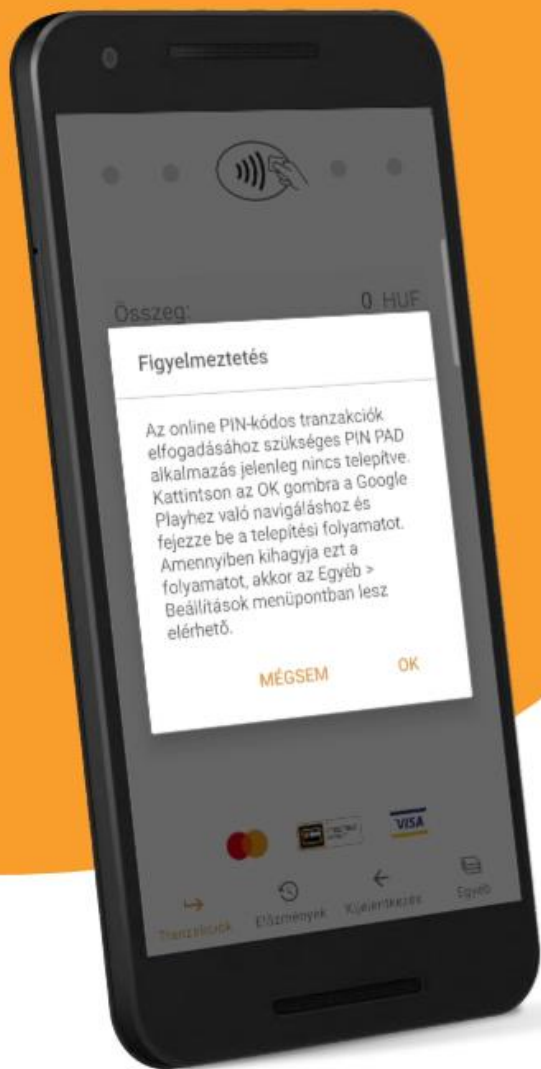 Összeg: 0 HUF
Figyelmeztetés
Az online PIN-kódos tranzakciók
elfogadásához szükséges PIN PAD
alkalmazás jelenleg nincs telepítve.
Kattintson az OK gombra a Google
Playhez való navigáláshoz és
fejezze be a telepítési folyamatot.
Amennyiben kihagyja ezt a
folyamatot, akkor az Egyéb >
Beállítások menüpontban lesz
elérhető.
MÉGSEM OK
VISA
Tranzakciók Előzmények Kijelentkezés Egyéb